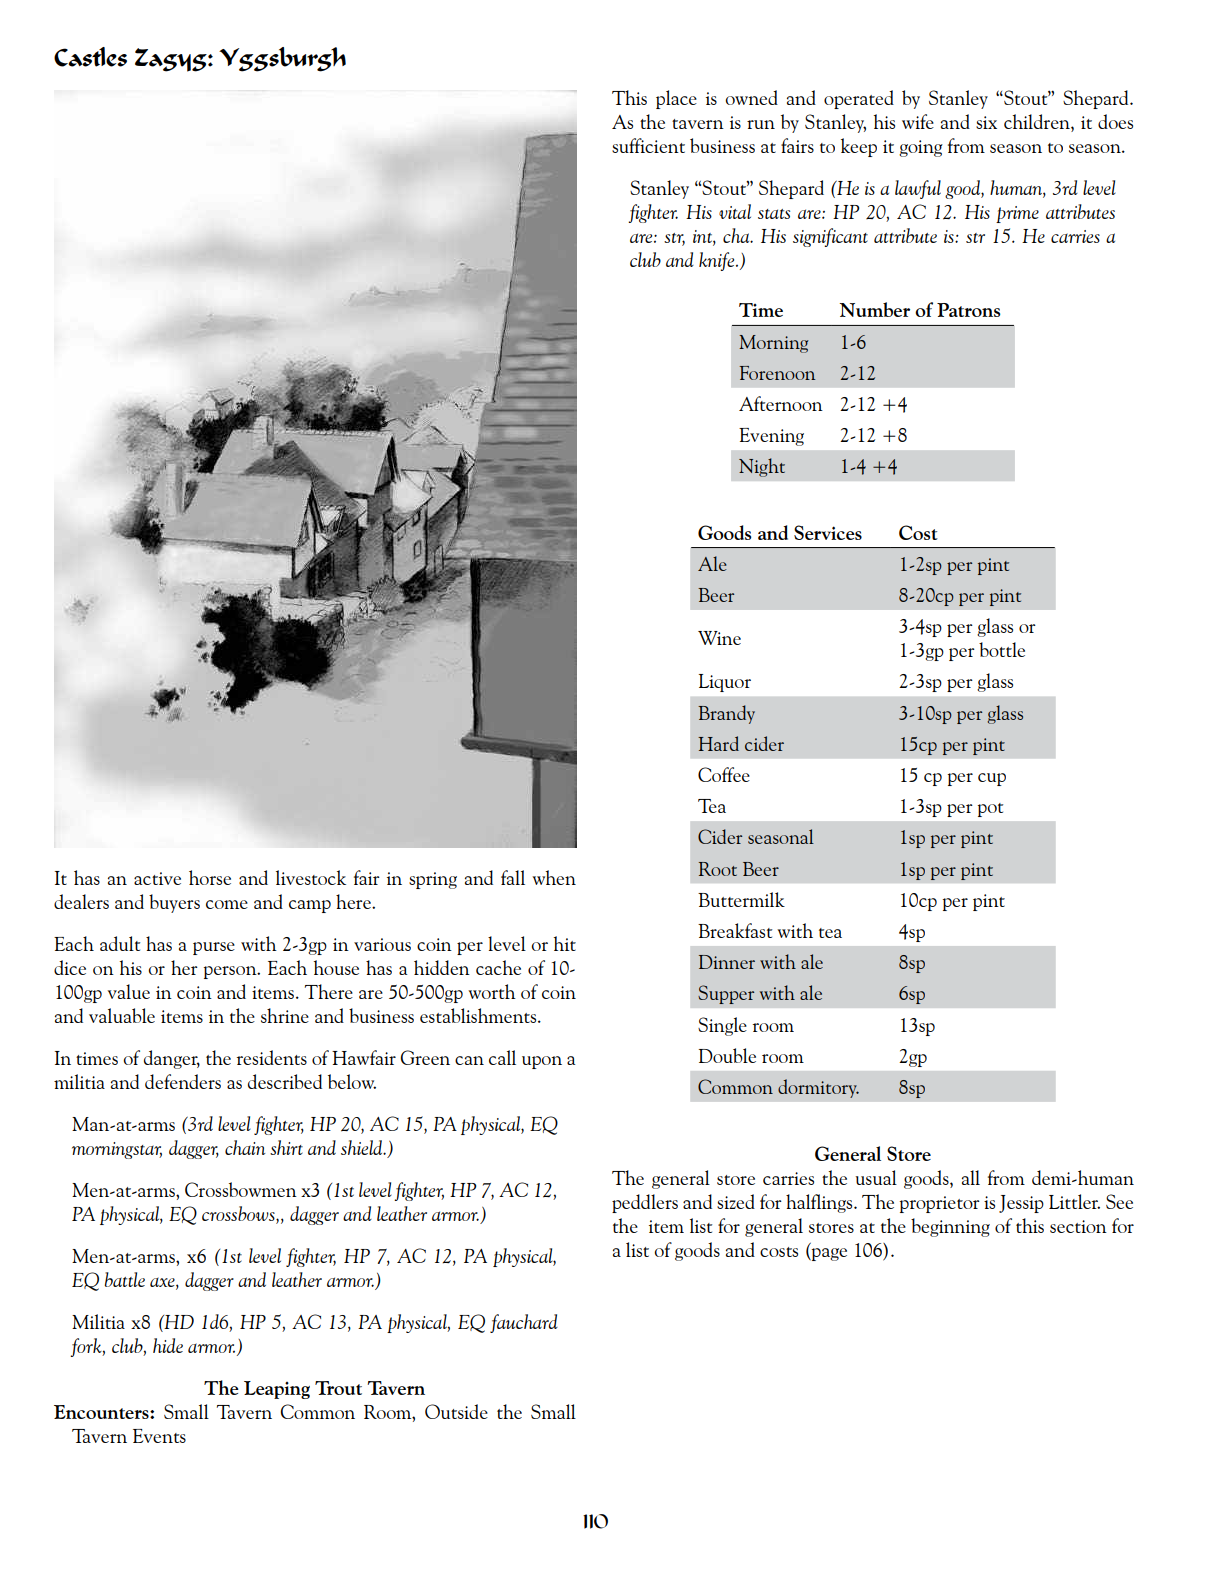 Castles Zagyg: Yggsburgh
It has an active horse and livestock fair in spring and fall when
dealers and buyers come and camp here.
Each adult has a purse with 2-3gp in various coin per level or hit
dice on his or her person. Each house has a hidden cache of 10-
100gp value in coin and items. There are 50-500gp worth of coin
and valuable items in the shrine and business establishments.
In times of danger, the residents of Hawfair Green can call upon a
militia and defenders as described below.
Man-at-arms (3rd level fighter, HP 20, AC 15, PA physical, EQ
morningstar, dagger, chain shirt and shield.)
Men-at-arms, Crossbowmen x3 (1st level fighter, HP 7, AC 12,
PA physical, EQ crossbows,, dagger and leather armor.)
Men-at-arms, x6 (1st level fighter, HP 7, AC 12, PA physical,
EQ battle axe, dagger and leather armor.)
Militia x8 (HD 1d6, HP 5, AC 13, PA physical, EQ fauchard
fork, club, hide armor.)
The Leaping Trout Tavern
Encounters: Small Tavern Common Room, Outside the Small
Tavern Events
This place is owned and operated by Stanley “Stout” Shepard.
As the tavern is run by Stanley, his wife and six children, it does
sufficient business at fairs to keep it going from season to season.
Stanley “Stout” Shepard (He is a lawful good, human, 3rd level
fighter. His vital stats are: HP 20, AC 12. His prime attributes
are: str, int, cha. His significant attribute is: str 15. He carries a
club and knife.)
Time Number of Patrons
Morning 1-6
Forenoon 2-12
Afternoon 2-12 +4
Evening 2-12 +8
Night 1-4 +4
Goods and Services Cost
Ale 1-2sp per pint
Beer 8-20cp per pint
Wine 3-4sp per glass or
1-3gp per bottle
Liquor 2-3sp per glass
Brandy 3-10sp per glass
Hard cider 15cp per pint
Coffee 15 cp per cup
Tea 1-3sp per pot
Cider seasonal 1sp per pint
Root Beer 1sp per pint
Buttermilk 10cp per pint
Breakfast with tea 4sp
Dinner with ale 8sp
Supper with ale 6sp
Single room 13sp
Double room 2gp
Common dormitory. 8sp
General Store
The general store carries the usual goods, all from demi-human
peddlers and sized for halflings. The proprietor is Jessip Littler. See
the item list for general stores at the beginning of this section for
a list of goods and costs (page 106).
110